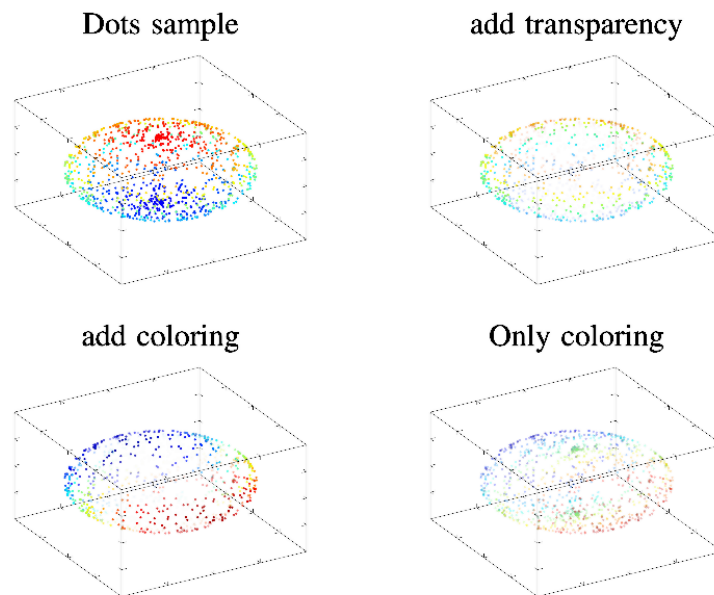 Dots sample
add transparency
add coloring
Only coloring